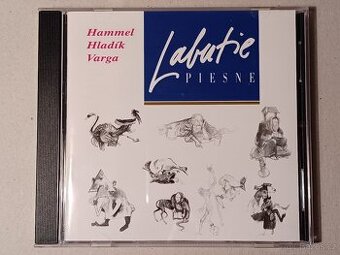 Hammel
Hladík
Varga
Labutie
PIESNE